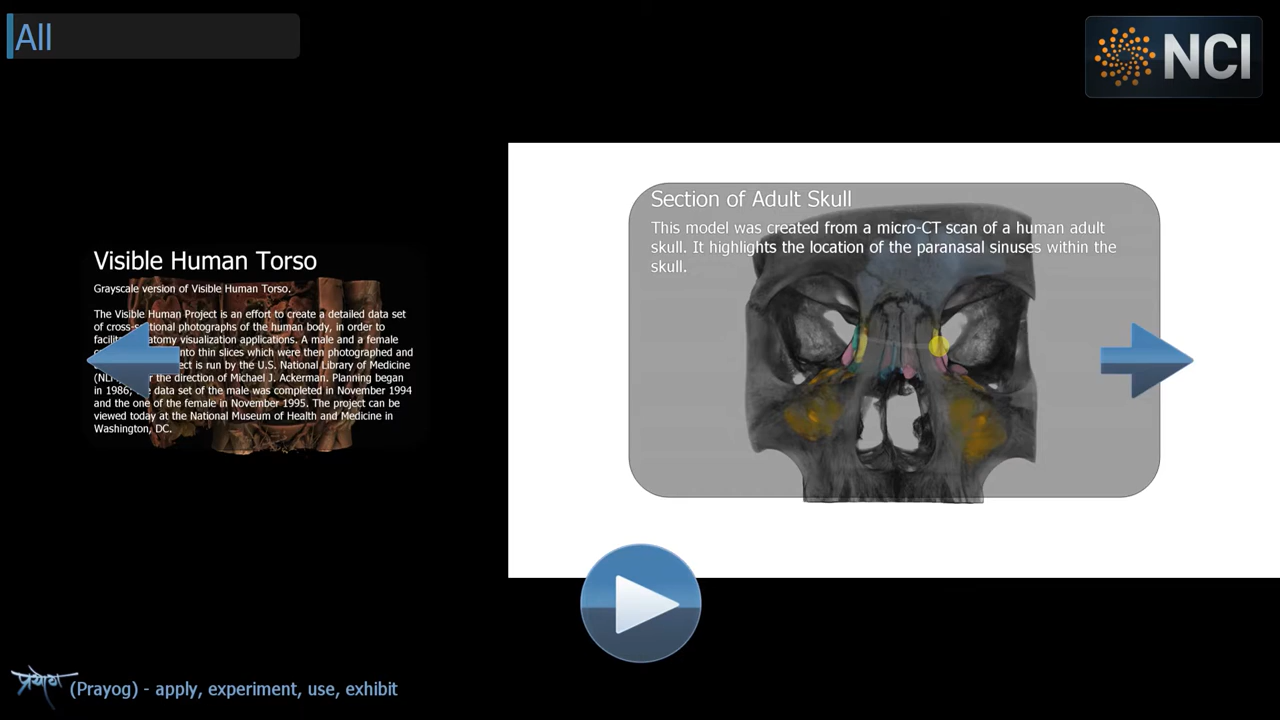 All
NCI
Section of Adult Skull
This model was created from a micro-CT scan of a human adult
skull. It highlights the location of the paranasal sinuses within the
skull.
Visible Human Torso
Grayscale version of Visible Human Torso.
The Visible Human Project is an effort to create a detailed data set
of cross-sectional photographs of the human body, in order to
visualization applications. A male and a female
into thin slices which were then photographed and
is run by the U.S. National Library of Medicine
the direction of Michael J. Ackerman. Planning began
in 1986, data set of the male was completed in November 1994
and the one of the female in November 1995. The project can be
viewed today at the National Museum of Health and Medicine in
Washington, DC.
प्रयोग (Prayog) - apply, experiment, use, exhibit